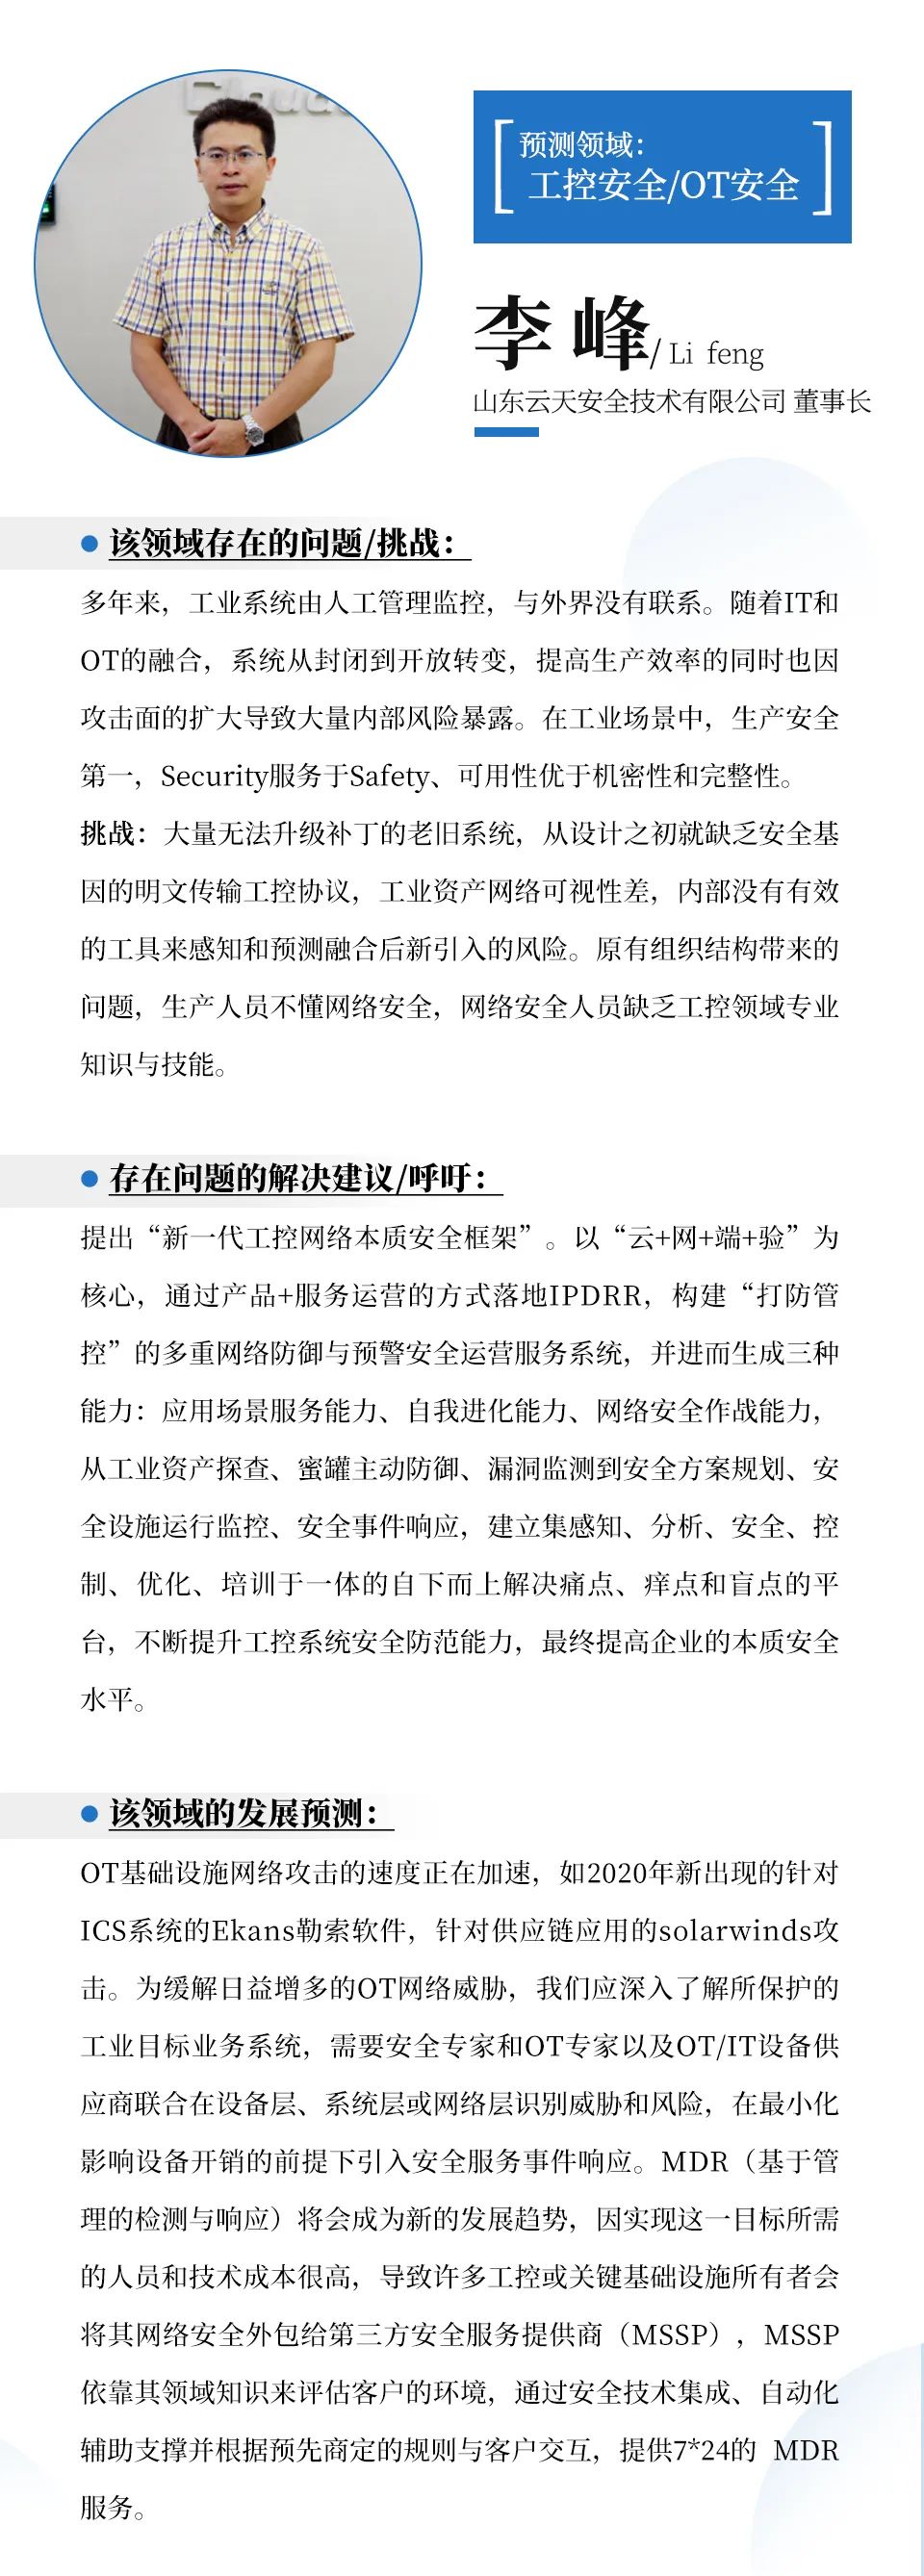 预测领域：
工控安全/OT安全
李 峰/ Li feng
山东云天安全技术有限公司 董事长
该领域存在的问题/挑战：
多年来，工业系统由人工管理监控，与外界没有联系。随着IT和
OT的融合，系统从封闭到开放转变，提高生产效率的同时也因
攻击面的扩大导致大量内部风险暴露。在工业场景中，生产安全
第一，Security服务于Safety、可用性优于机密性和完整性。
挑战：大量无法升级补丁的老旧系统，从设计之初就缺乏安全基
因的明文传输工控协议，工业资产网络可视性差，内部没有有效
的工具来感知和预测融合后新引入的风险。原有组织结构带来的
问题，生产人员不懂网络安全，网络安全人员缺乏工控领域专业
知识与技能。
存在问题的解决建议/呼吁：
提出“新一代工控网络本质安全框架”。以“云+网+端+验”为
核心，通过产品+服务运营的方式落地IPDRR，构建“打防管
控”的多重网络防御与预警安全运营服务系统，并进而生成三种
能力：应用场景服务能力、自我进化能力、网络安全作战能力，
从工业资产探查、蜜罐主动防御、漏洞监测到安全方案规划、安
全设施运行监控、安全事件响应，建立集感知、分析、安全、控
制、优化、培训于一体的自下而上解决痛点、痒点和盲点的平
台，不断提升工控系统安全防范能力，最终提高企业的本质安全
水平。
该领域的发展预测：
OT基础设施网络攻击的速度正在加速，如2020年新出现的针对
ICS系统的Ekans勒索软件，针对供应链应用的solarwinds攻
击。为缓解日益增多的OT网络威胁，我们应深入了解所保护的
工业目标业务系统，需要安全专家和OT专家以及OT/IT设备供
应商联合在设备层、系统层或网络层识别威胁和风险，在最小化
影响设备开销的前提下引入安全服务事件响应。MDR（基于管
理的检测与响应）将会成为新的发展趋势，因实现这一目标所需
的人员和技术成本很高，导致许多工控或关键基础设施所有者会
将其网络安全外包给第三方安全服务提供商（MSSP），MSSP
依靠其领域知识来评估客户的环境，通过安全技术集成、自动化
辅助支撑并根据预先商定的规则与客户交互，提供7*24的 MDR
服务。